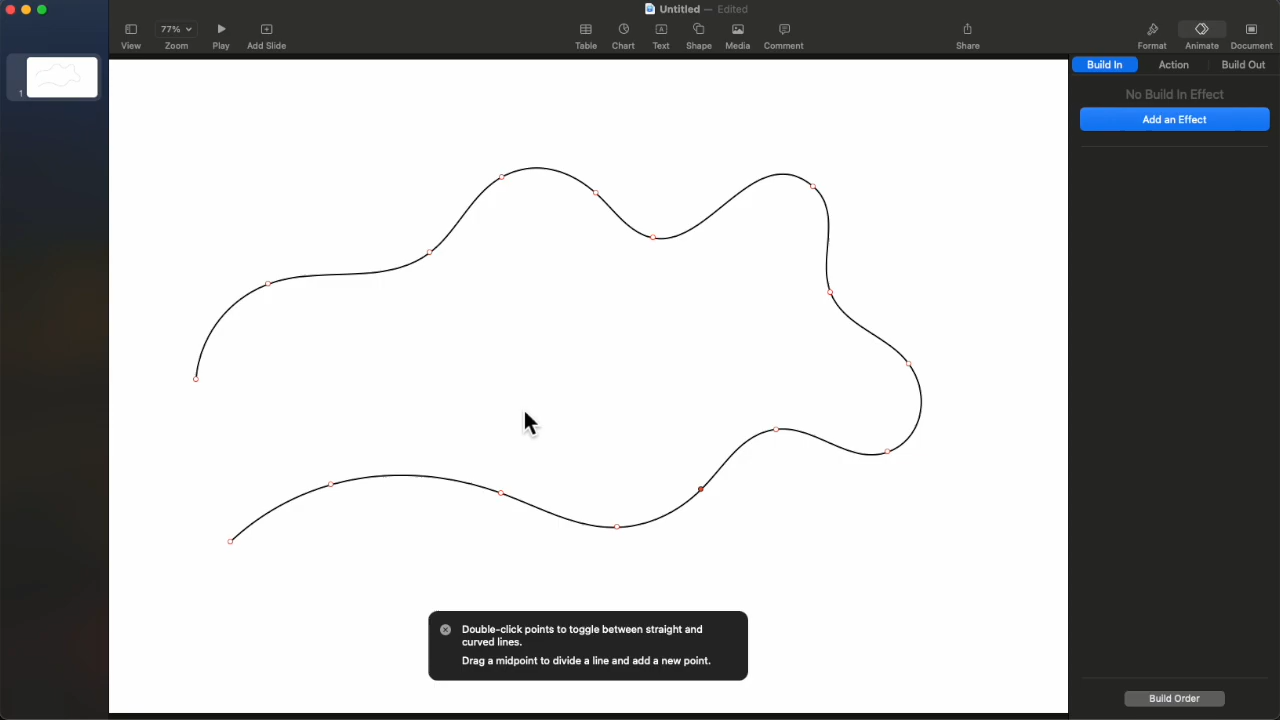 Untitled — Edited
77%
View
Zoom
Play
Add Slide
Table
Chart
Text
Shape
Media
Comment
Share
Format
Animate
Document
Build In
Action
Build Out
No Build In Effect
Add an Effect
1
Double-click points to toggle between straight and
curved lines.
Drag a midpoint to divide a line and add a new point.
Build Order